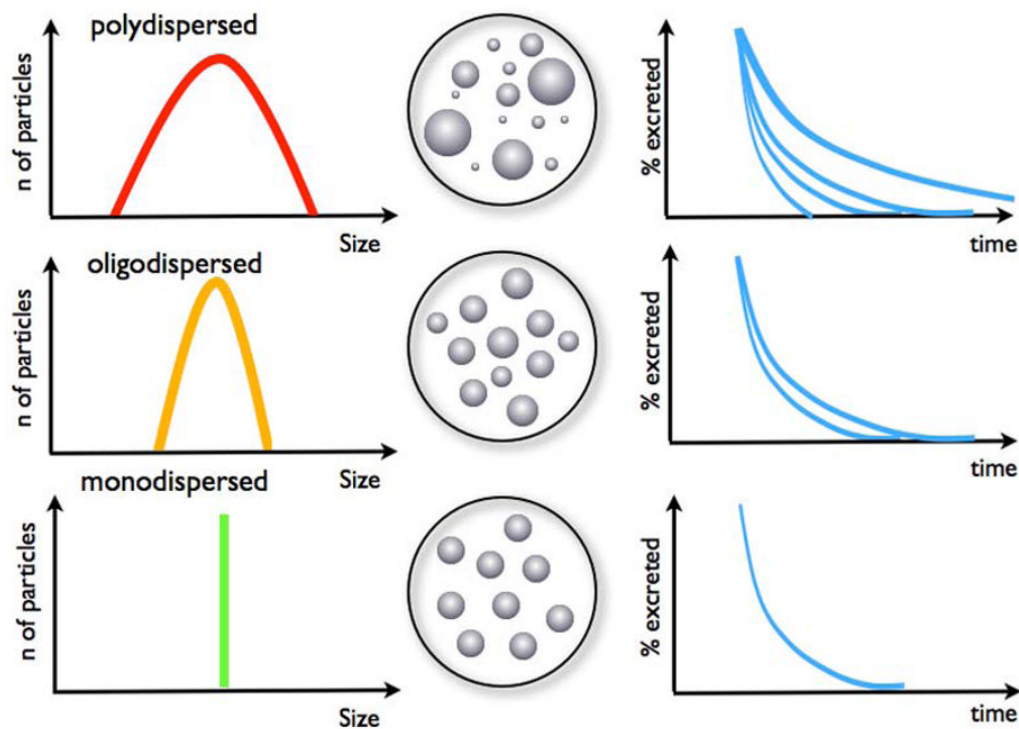 polydispersed
n of particles
Size
% excreted
time
oligodispersed
n of particles
Size
% excreted
time
monodispersed
n of particles
Size
% excreted
time